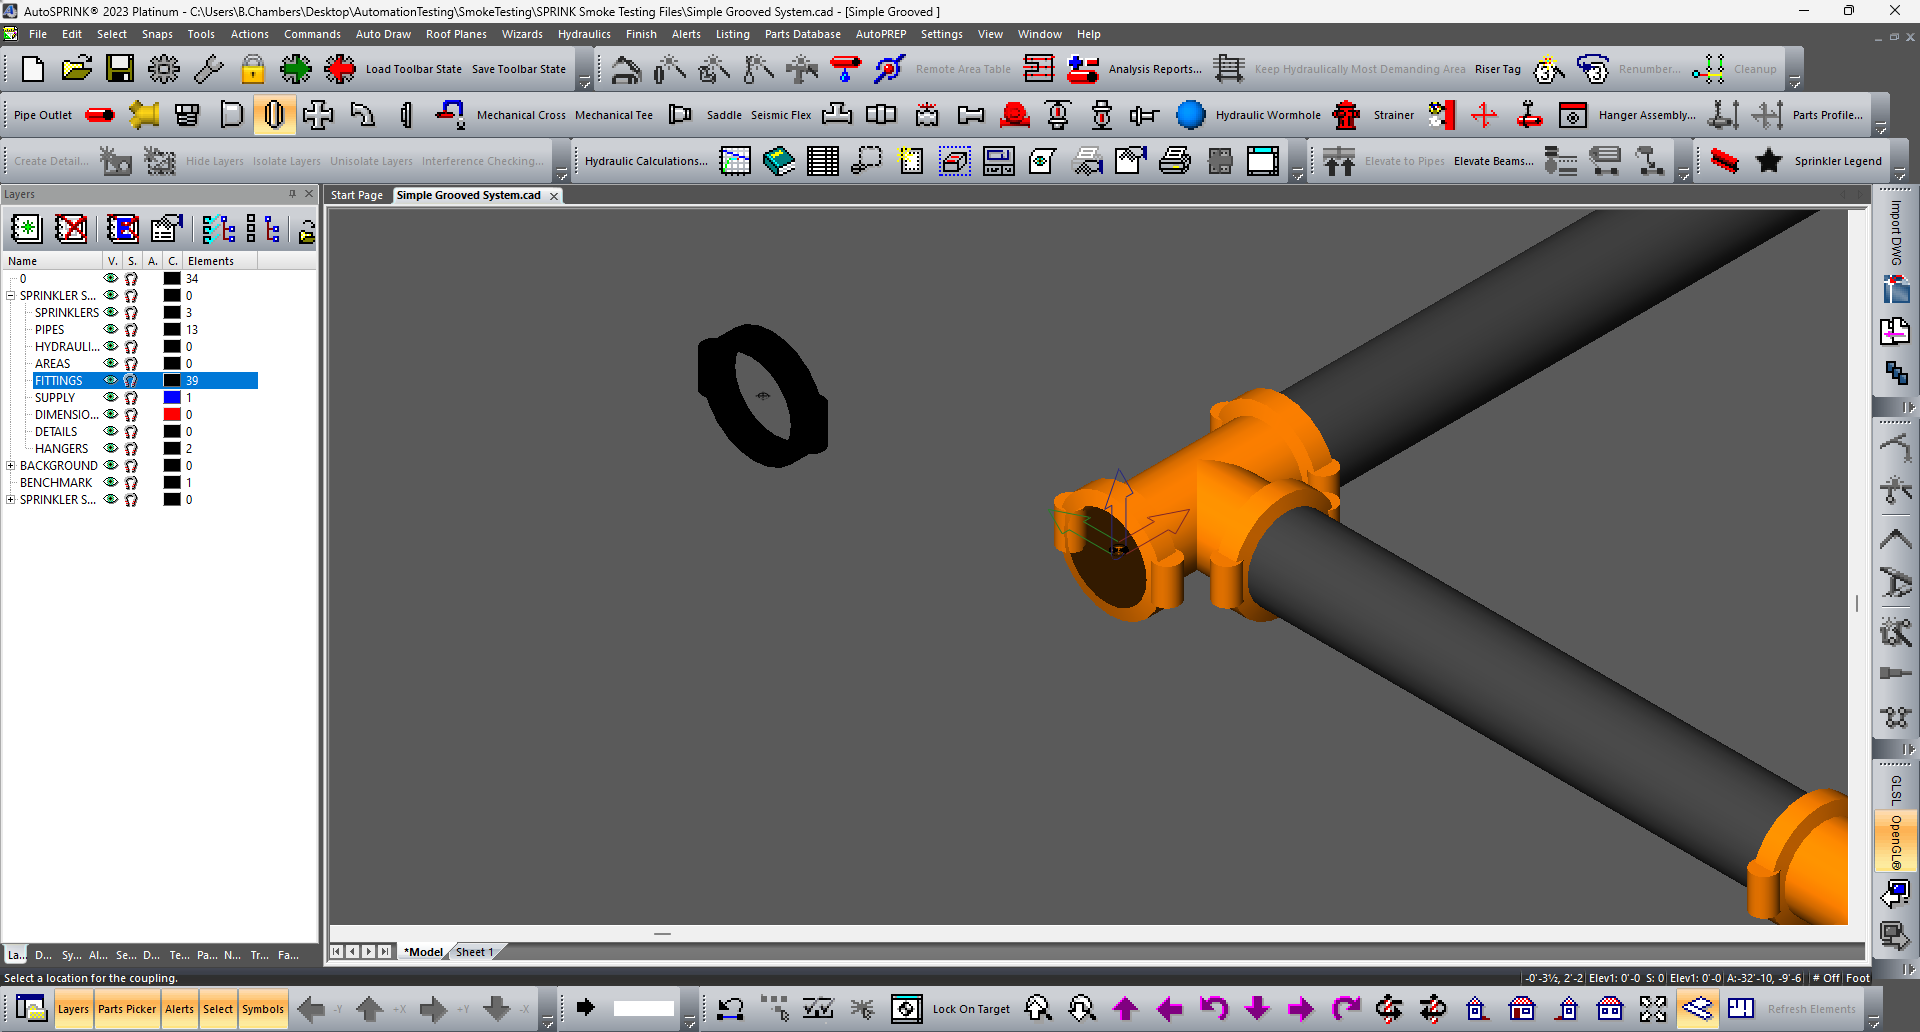 AutoSPRINK® 2023 Platinum - C:\Users\B.Chambers\Desktop\AutomationTesting\SmokeTesting\SPRINK Smoke Testing Files\Simple Grooved System.cad - [Simple Grooved ]
File Edit Select Snaps Tools Actions Commands Auto Draw Roof Planes Wizards Hydraulics Finish Alerts Listing Parts Database AutoPREP Settings View Window Help
Load Toolbar State Save Toolbar State Remote Area Table Analysis Reports... Keep Hydraulically Most Demanding Area Riser Tag Renumber... Cleanup
Pipe Outlet Mechanical Cross Mechanical Tee Saddle Seismic Flex Hydraulic Wormhole Strainer Hanger Assembly... Parts Profile...
Create Detail... Hide Layers Isolate Layers Unisolate Layers Interference Checking... Hydraulic Calculations... Elevate to Pipes Elevate Beams... Sprinkler Legend
Layers
Start Page Simple Grooved System.cad
Name V. S. A. C. Elements
0 34
SPRINKLER S... 0
SPRINKLERS 3
PIPES 13
HYDRAULI... 0
AREAS 0
FITTINGS 39
SUPPLY 1
DIMENSIO... 0
DETAILS 0
HANGERS 2
BACKGROUND 0
BENCHMARK 1
SPRINKLER S... 0
Import DWG
GLSL
OpenGL®
La... D... Sy... Al... Se... D... Te... Pa... N... Tr... Fa...
*Model Sheet 1
Select a location for the coupling.
-0'-3½, 2'-2 Elev1: 0'-0 S: 0 Elev1: 0'-0 A:-32'-10, -9'-6 # Off Foot
Layers Parts Picker Alerts Select Symbols -Y +X +Y -X Lock On Target Refresh Elements